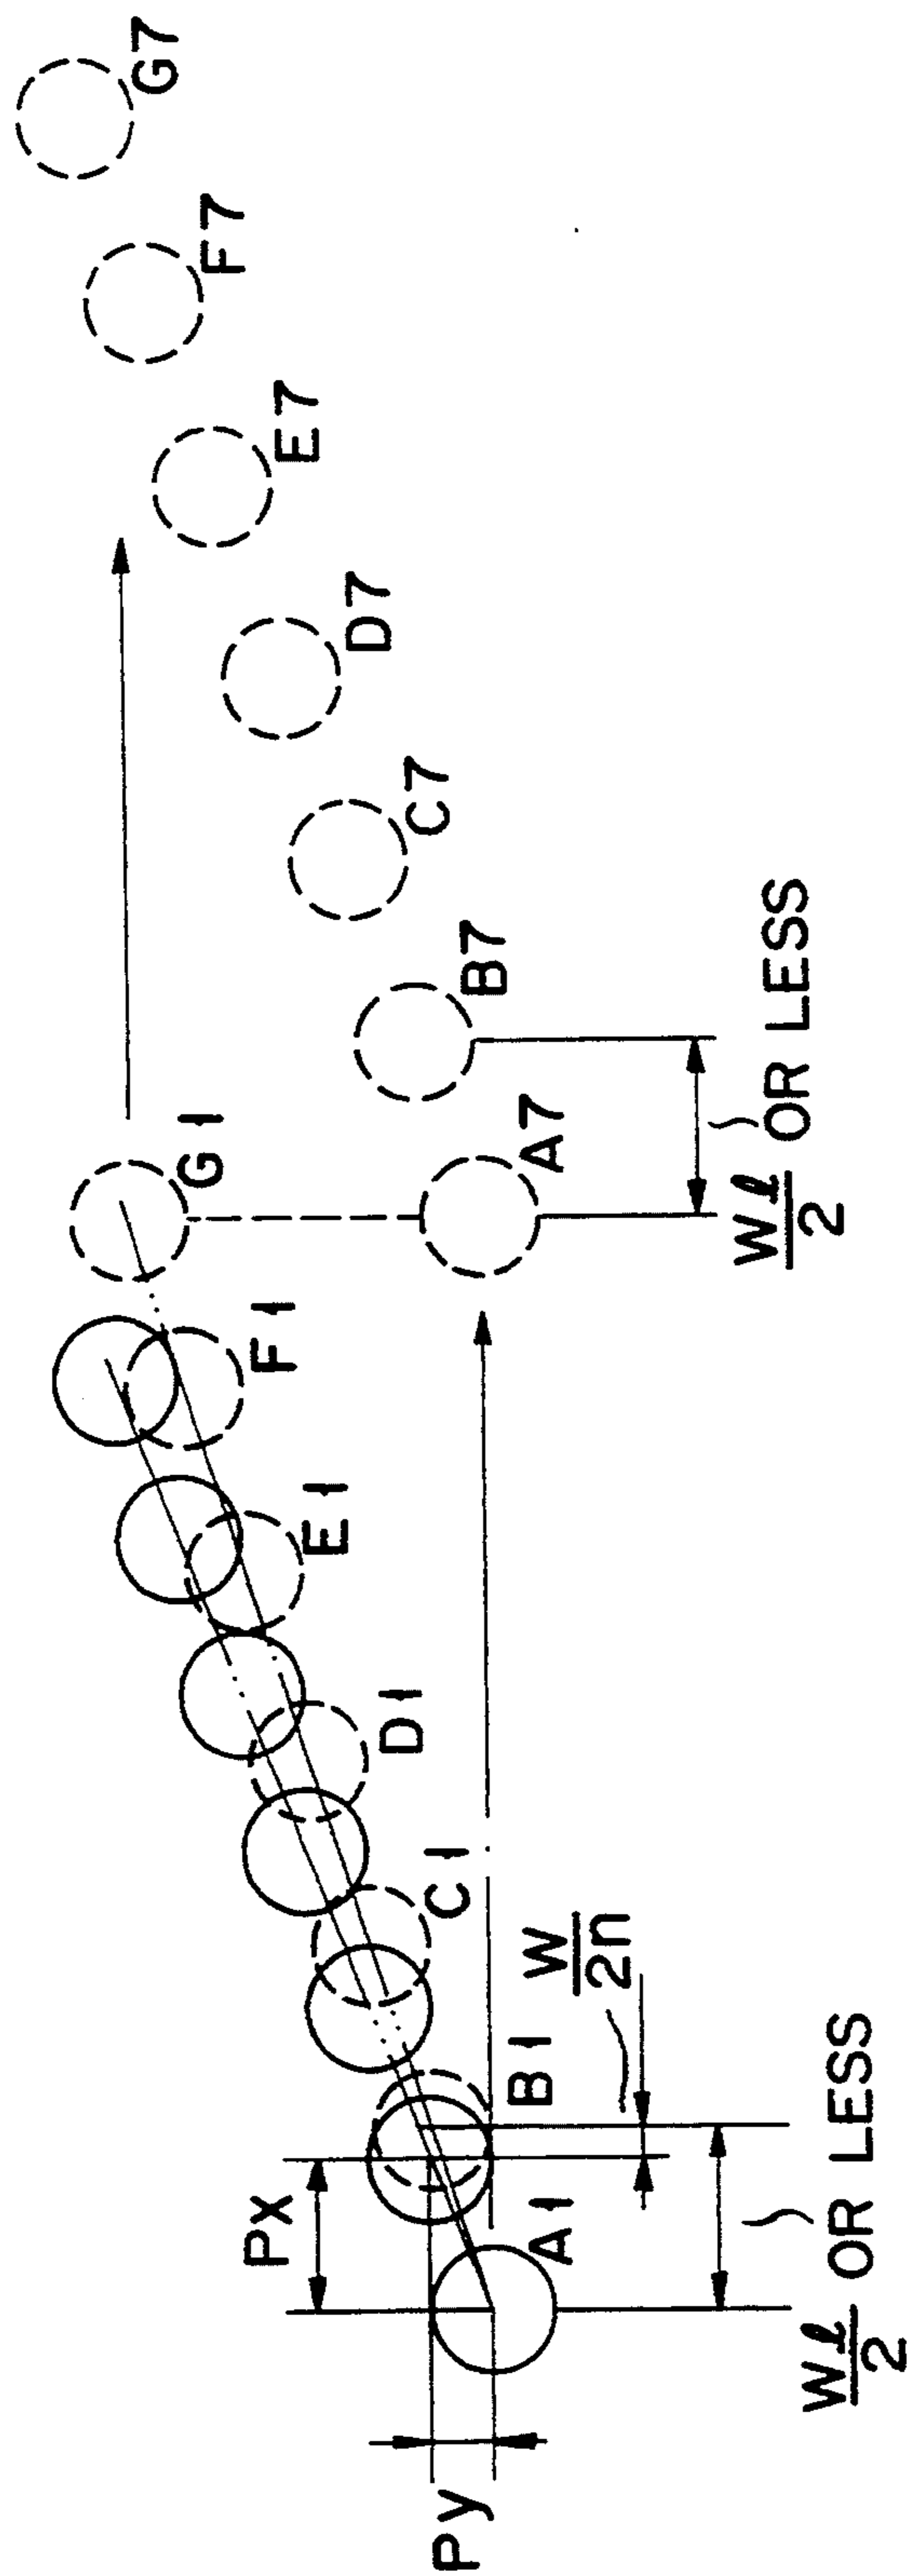 G7
F7
E7
D7
C7
B7
A7
G1
F1
E1
D1
C1
B1
A1
Wℓ/2 OR LESS
W/2n
Px
Py
Wℓ/2 OR LESS